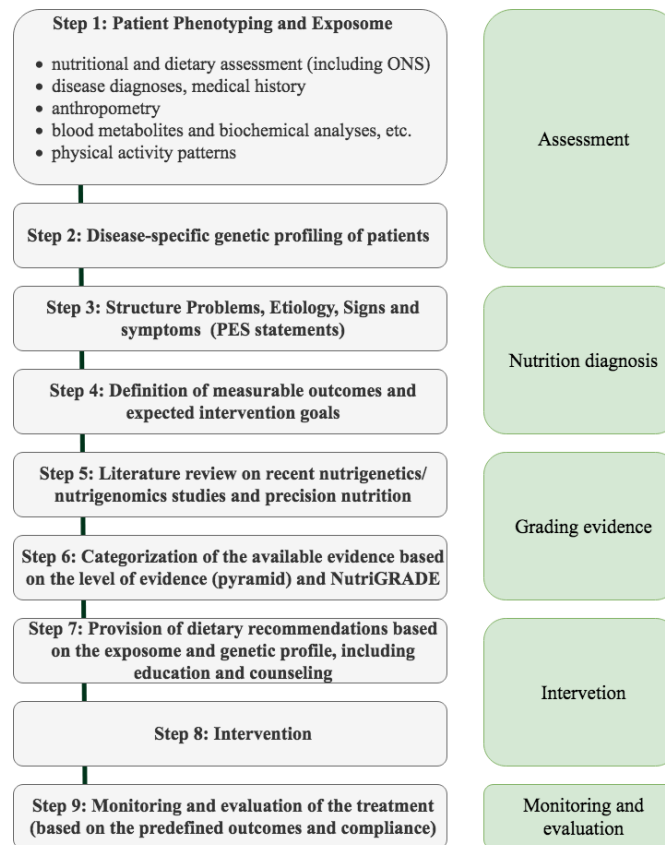 Step 1: Patient Phenotyping and Exposome
• nutritional and dietary assessment (including ONS)
• disease diagnoses, medical history
• anthropometry
• blood metabolites and biochemical analyses, etc.
• physical activity patterns
Assessment
Step 2: Disease-specific genetic profiling of patients
Step 3: Structure Problems, Etiology, Signs and
symptoms (PES statements)
Nutrition diagnosis
Step 4: Definition of measurable outcomes and
expected intervention goals
Step 5: Literature review on recent nutrigenetics/
nutrigenomics studies and precision nutrition
Grading evidence
Step 6: Categorization of the available evidence based
on the level of evidence (pyramid) and NutriGRADE
Step 7: Provision of dietary recommendations based
on the exposome and genetic profile, including
education and counseling
Intervetion
Step 8: Intervention
Step 9: Monitoring and evaluation of the treatment
(based on the predefined outcomes and compliance)
Monitoring and
evaluation